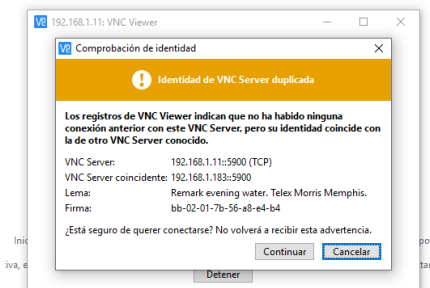 192.168.1.11: VNC Viewer
Comprobación de identidad
Identidad de VNC Server duplicada
Los registros de VNC Viewer indican que no ha habido ninguna
conexión anterior con este VNC Server, pero su identidad coincide con
la de otro VNC Server conocido.
VNC Server: 192.168.1.11::5900 (TCP)
VNC Server coincidente: 192.168.1.183::5900
Lema: Remark evening water. Telex Morris Memphis.
Firma: bb-02-01-7b-56-a8-e4-b4
¿Está seguro de querer conectarse? No volverá a recibir esta advertencia.
Continuar Cancelar
Detener